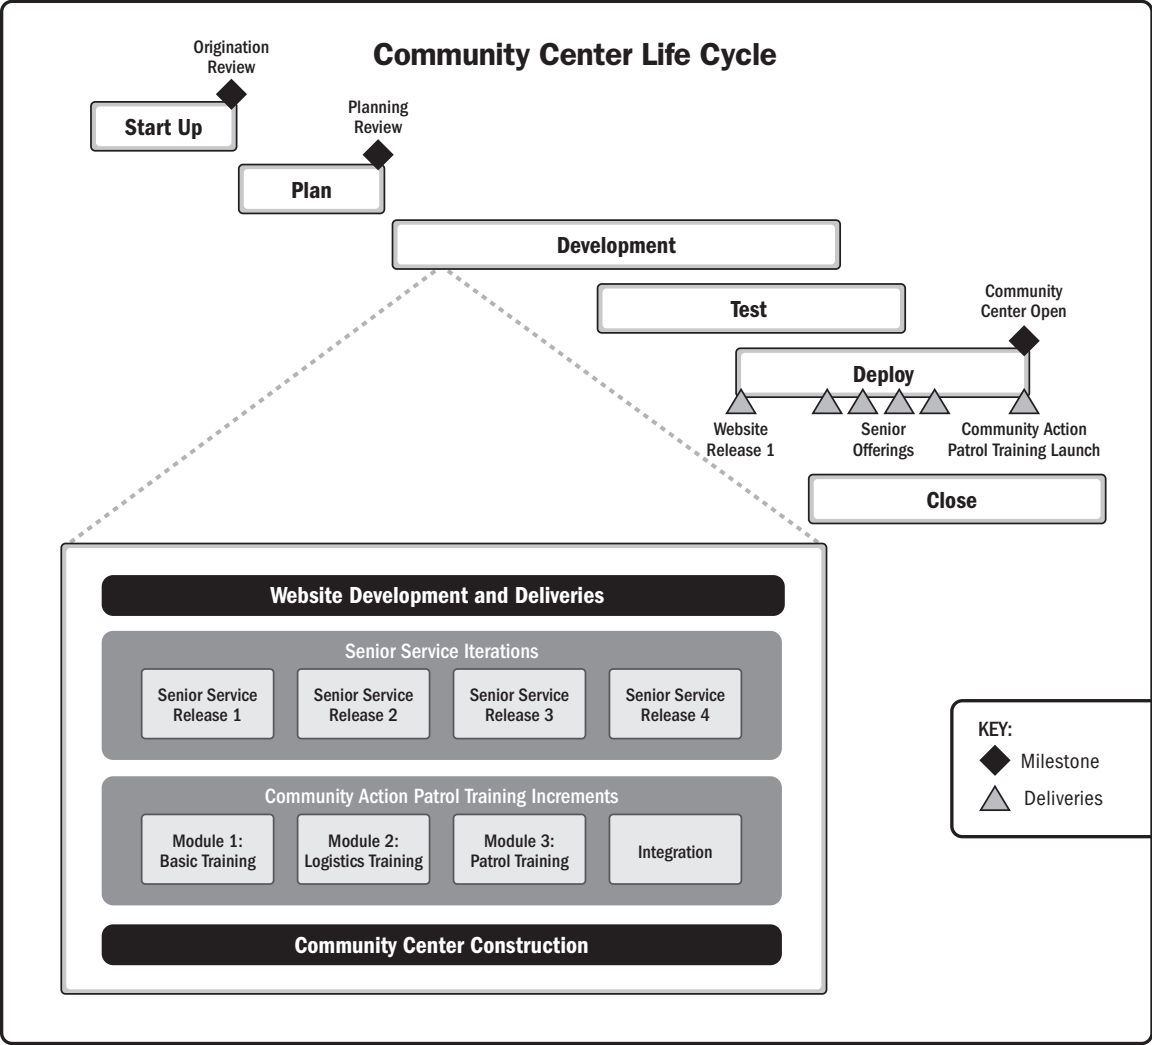 Community Center Life Cycle
Origination
Review
Start Up
Planning
Review
Plan
Development
Test
Community
Center Open
Deploy
Website
Release 1
Senior
Offerings
Community Action
Patrol Training Launch
Close
Website Development and Deliveries
Senior Service Iterations
Senior Service
Release 1
Senior Service
Release 2
Senior Service
Release 3
Senior Service
Release 4
Community Action Patrol Training Increments
Module 1:
Basic Training
Module 2:
Logistics Training
Module 3:
Patrol Training
Integration
Community Center Construction
KEY:
Milestone
Deliveries